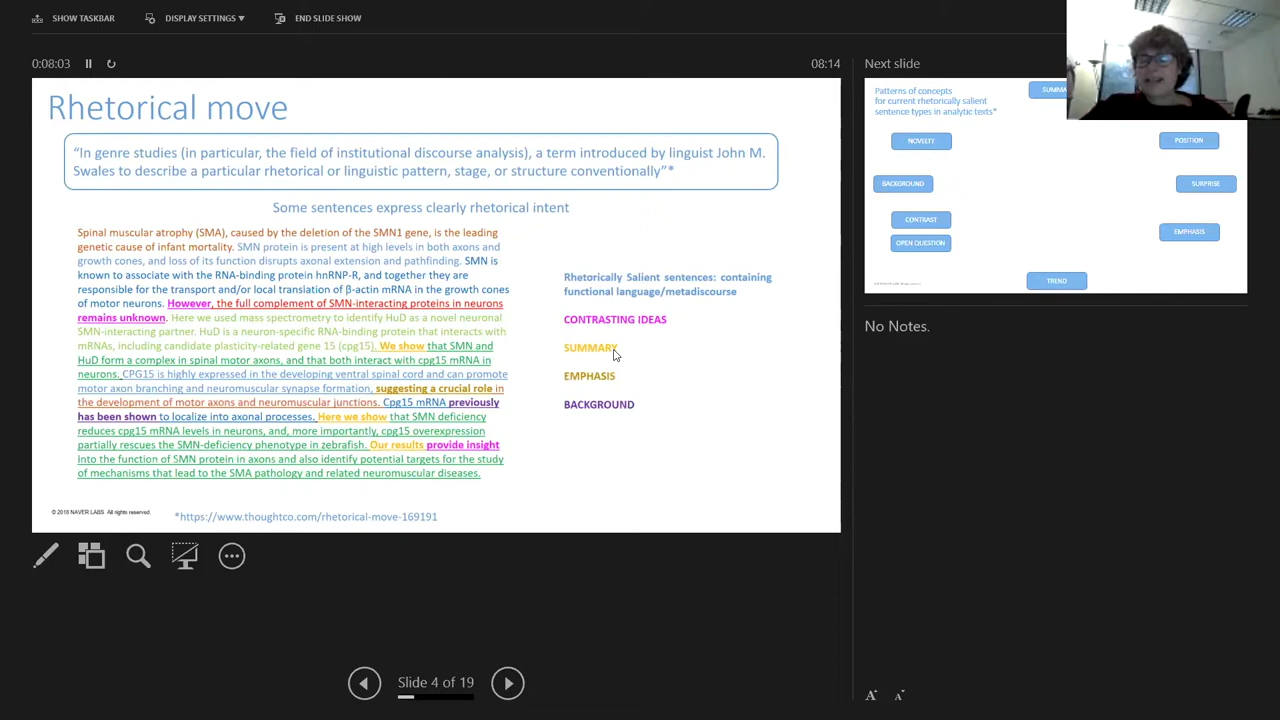 SHOW TASKBAR
DISPLAY SETTINGS ▼
END SLIDE SHOW
0:08:03
08:14
Rhetorical move
“In genre studies (in particular, the field of institutional discourse analysis), a term introduced by linguist John M.
Swales to describe a particular rhetorical or linguistic pattern, stage, or structure conventionally”*
Some sentences express clearly rhetorical intent
Spinal muscular atrophy (SMA), caused by the deletion of the SMN1 gene, is the leading
genetic cause of infant mortality. SMN protein is present at high levels in both axons and
growth cones, and loss of its function disrupts axonal extension and pathfinding. SMN is
known to associate with the RNA-binding protein hnRNP-R, and together they are
responsible for the transport and/or local translation of β-actin mRNA in the growth cones
of motor neurons. However, the full complement of SMN-interacting proteins in neurons
remains unknown. Here we used mass spectrometry to identify HuD as a novel neuronal
SMN-interacting partner. HuD is a neuron-specific RNA-binding protein that interacts with
mRNAs, including candidate plasticity-related gene 15 (cpg15). We show that SMN and
HuD form a complex in spinal motor axons, and that both interact with cpg15 mRNA in
neurons. CPG15 is highly expressed in the developing ventral spinal cord and can promote
motor axon branching and neuromuscular synapse formation, suggesting a crucial role in
the development of motor axons and neuromuscular junctions. Cpg15 mRNA previously
has been shown to localize into axonal processes. Here we show that SMN deficiency
reduces cpg15 mRNA levels in neurons, and, more importantly, cpg15 overexpression
partially rescues the SMN-deficiency phenotype in zebrafish. Our results provide insight
into the function of SMN protein in axons and also identify potential targets for the study
of mechanisms that lead to the SMA pathology and related neuromuscular diseases.
Rhetorically Salient sentences: containing
functional language/metadiscourse
CONTRASTING IDEAS
SUMMARY
EMPHASIS
BACKGROUND
© 2018 NAVER LABS. All rights reserved.
*https://www.thoughtco.com/rhetorical-move-169191
Slide 4 of 19
Next slide
Patterns of concepts
for current rhetorically salient
sentence types in analytic texts*
NOVELTY
POSITION
BACKGROUND
SURPRISE
CONTRAST
EMPHASIS
OPEN QUESTION
TREND
No Notes.
A
A